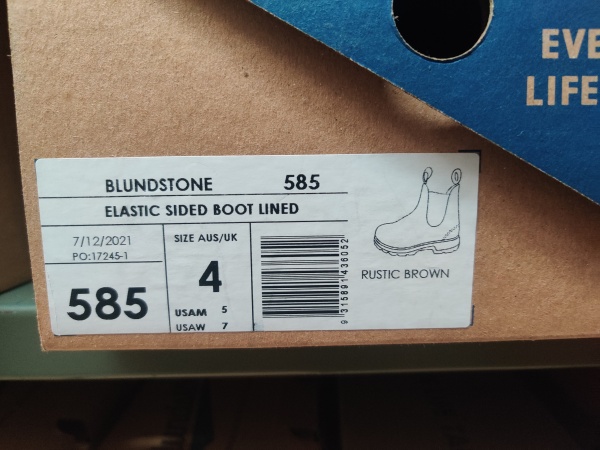 EVE
LIFE
BLUNDSTONE 585
ELASTIC SIDED BOOT LINED
7/12/2021
PO:17245-1
585
SIZE AUS/UK
4
USAM 5
USAW 7
9 315891 436052
RUSTIC BROWN